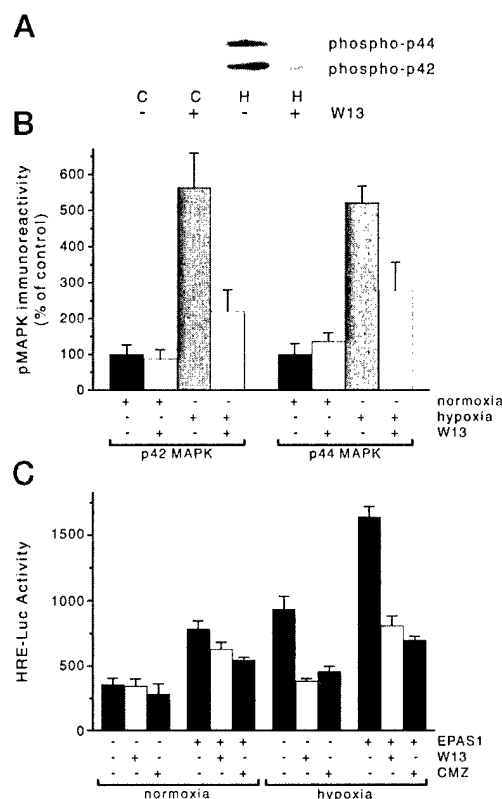 A
phospho-p44
phospho-p42
C C H H
- + - + W13
B
pMAPK immunoreactivity
(% of control)
600
500
400
300
200
100
0
+ + - - + + - - normoxia
- - + + - - + + hypoxia
- + - + - + - + W13
p42 MAPK p44 MAPK
C
HRE-Luc Activity
1500
1000
500
0
- - - + + + - - - + + + EPAS1
- + - - + - - + - - + - W13
- - + - - + - - + - - + CMZ
normoxia hypoxia